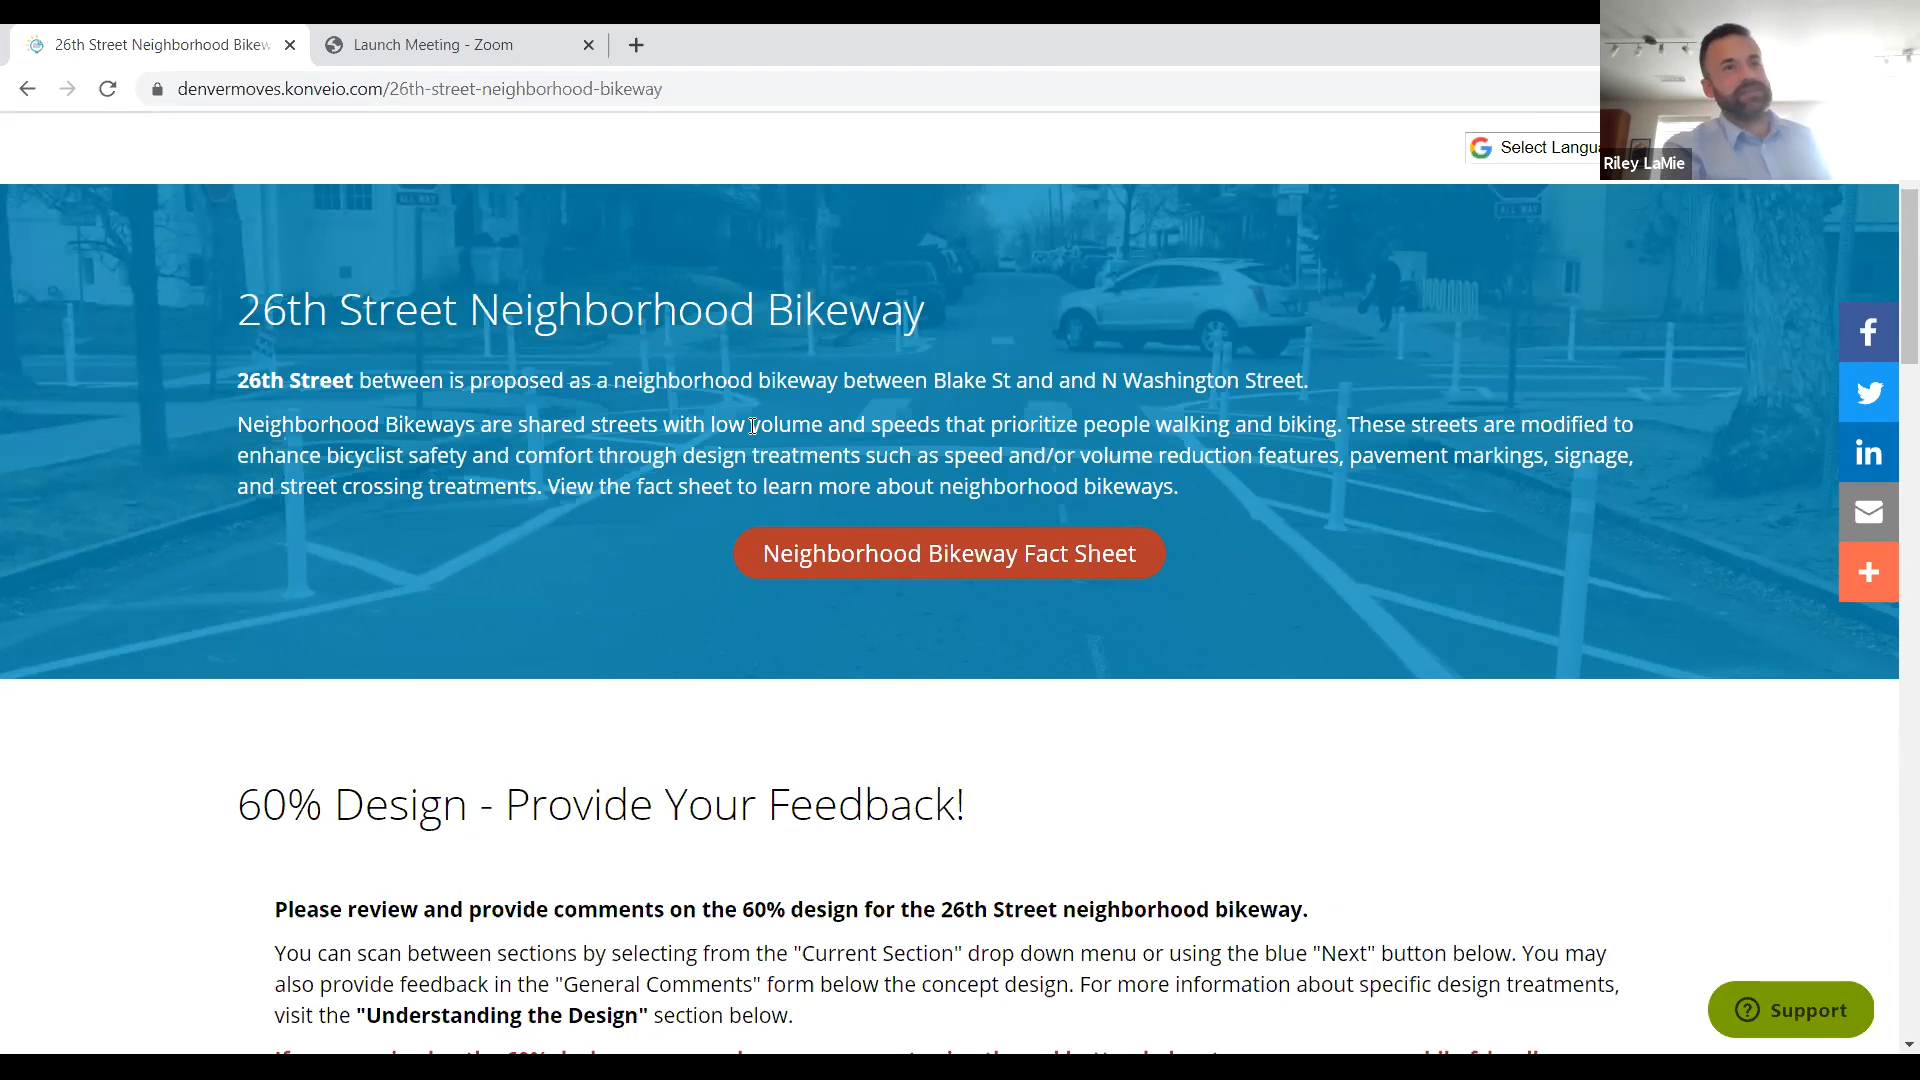 26th Street Neighborhood Bikew
Launch Meeting - Zoom
denvermoves.konveio.com/26th-street-neighborhood-bikeway
Select Langu
Riley LaMie
ALL WAY
ALL WAY
26th Street Neighborhood Bikeway
26th Street between is proposed as a neighborhood bikeway between Blake St and and N Washington Street.
Neighborhood Bikeways are shared streets with low volume and speeds that prioritize people walking and biking. These streets are modified to
enhance bicyclist safety and comfort through design treatments such as speed and/or volume reduction features, pavement markings, signage,
and street crossing treatments. View the fact sheet to learn more about neighborhood bikeways.
Neighborhood Bikeway Fact Sheet
60% Design - Provide Your Feedback!
Please review and provide comments on the 60% design for the 26th Street neighborhood bikeway.
You can scan between sections by selecting from the "Current Section" drop down menu or using the blue "Next" button below. You may
also provide feedback in the "General Comments" form below the concept design. For more information about specific design treatments,
visit the "Understanding the Design" section below.
Support